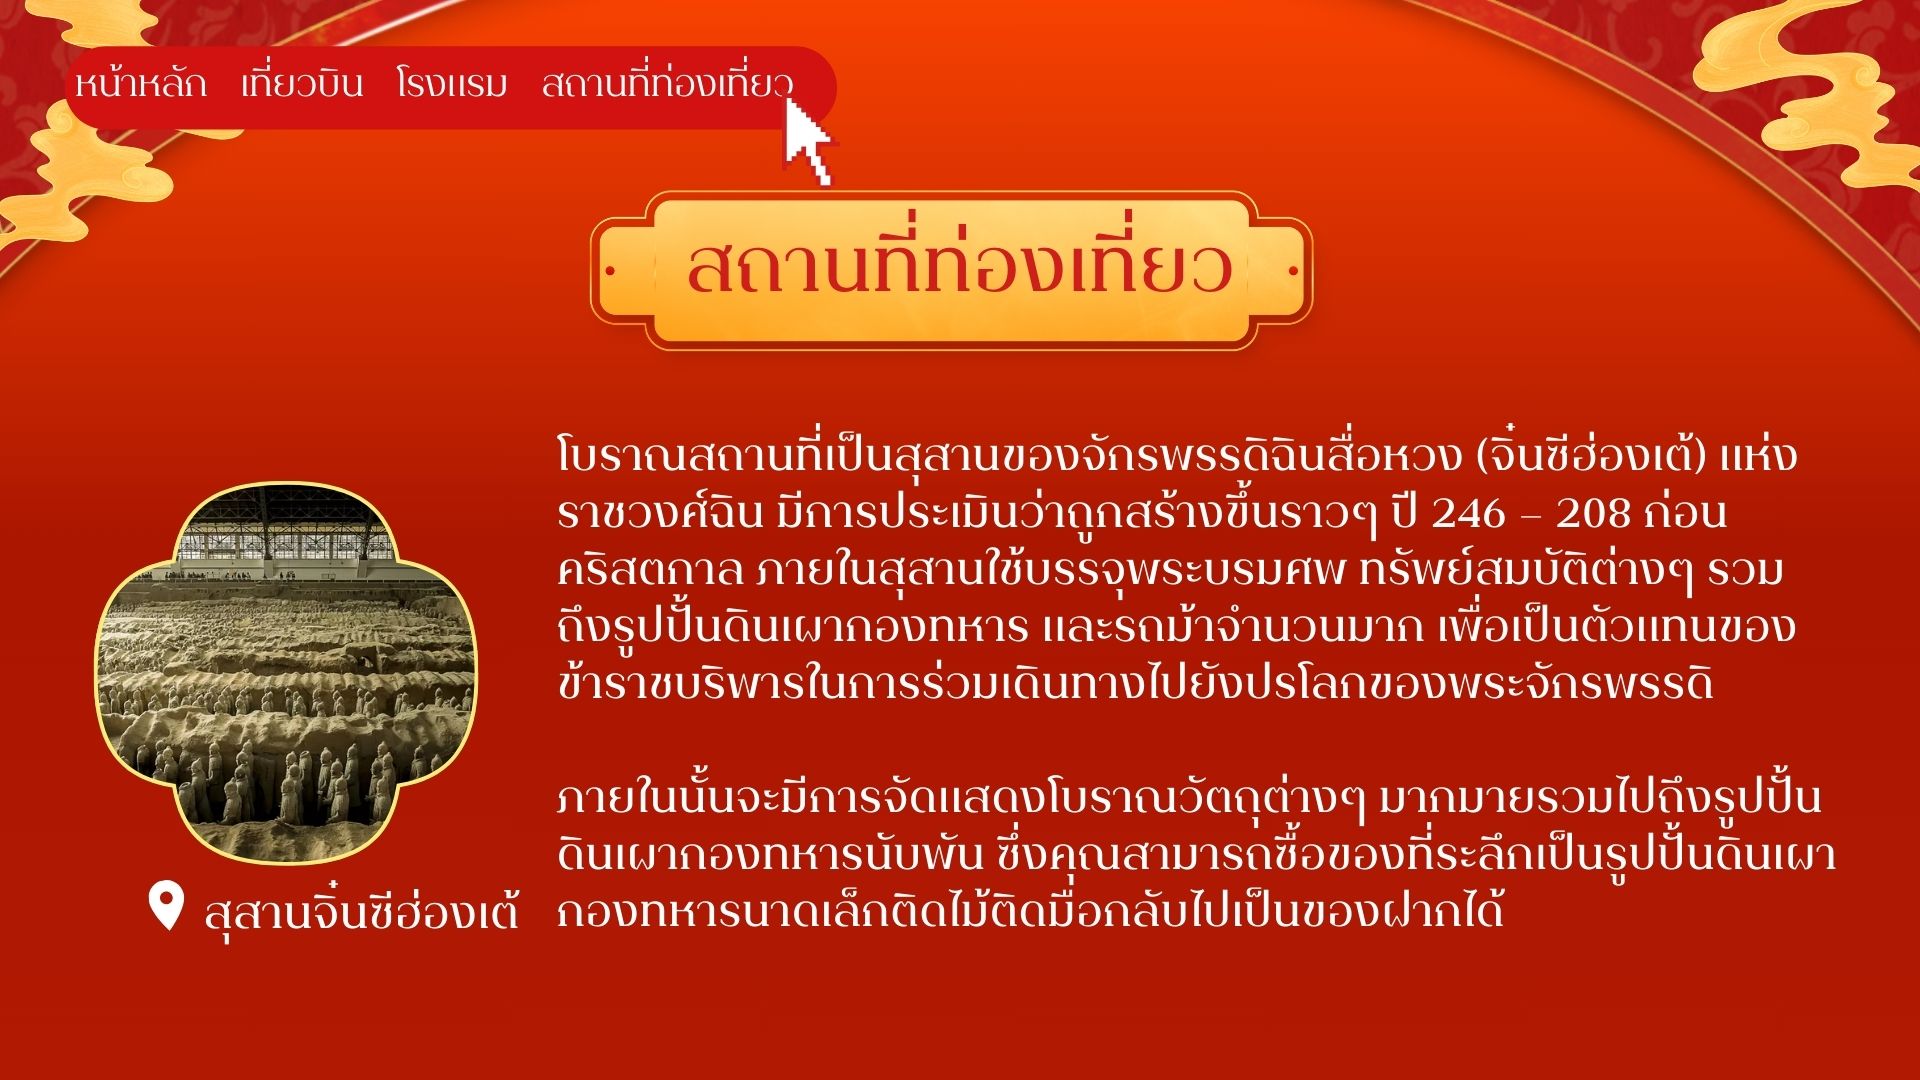 หน้าหลัก เที่ยวบิน โรงแรม สถานที่ท่องเที่ยว
สถานที่ท่องเที่ยว
โบราณสถานที่เป็นสุสานของจักรพรรดิฉินสื่อหวง (จิ๋นซีฮ่องเต้) แห่ง
ราชวงศ์ฉิน มีการประเมินว่าถูกสร้างขึ้นราวๆ ปี 246 – 208 ก่อน
คริสตกาล ภายในสุสานใช้บรรจุพระบรมศพ ทรัพย์สมบัติต่างๆ รวม
ถึงรูปปั้นดินเผากองทหาร และรถม้าจำนวนมาก เพื่อเป็นตัวแทนของ
ข้าราชบริพารในการร่วมเดินทางไปยังปรโลกของพระจักรพรรดิ
ภายในนั้นจะมีการจัดแสดงโบราณวัตถุต่างๆ มากมายรวมไปถึงรูปปั้น
ดินเผากองทหารนับพัน ซึ่งคุณสามารถซื้อของที่ระลึกเป็นรูปปั้นดินเผา
กองทหารนาดเล็กติดไม้ติดมือกลับไปเป็นของฝากได้
สุสานจิ๋นซีฮ่องเต้